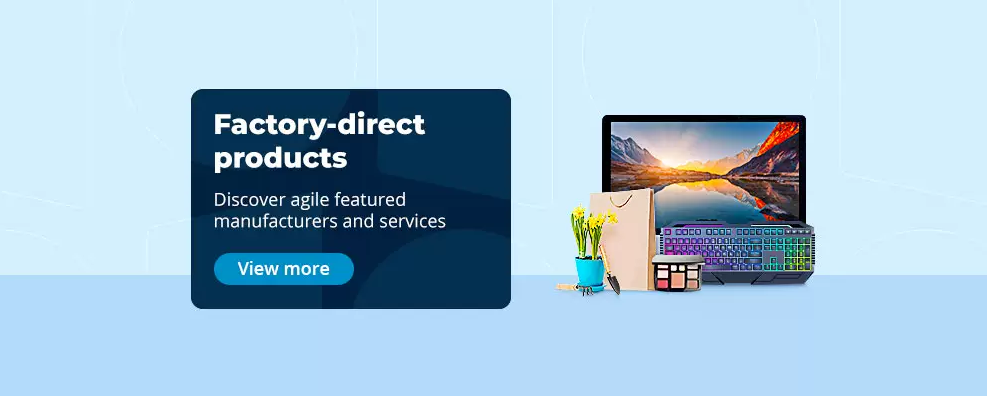 Factory-direct
products
Discover agile featured
manufacturers and services
View more